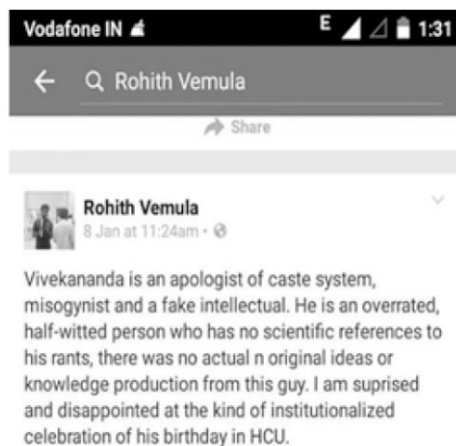 Vodafone IN
E
1:31
Rohith Vemula
Share
Rohith Vemula
8 Jan at 11:24am
Vivekananda is an apologist of caste system,
misogynist and a fake intellectual. He is an overrated,
half-witted person who has no scientific references to
his rants, there was no actual n original ideas or
knowledge production from this guy. I am suprised
and disappointed at the kind of institutionalized
celebration of his birthday in HCU.